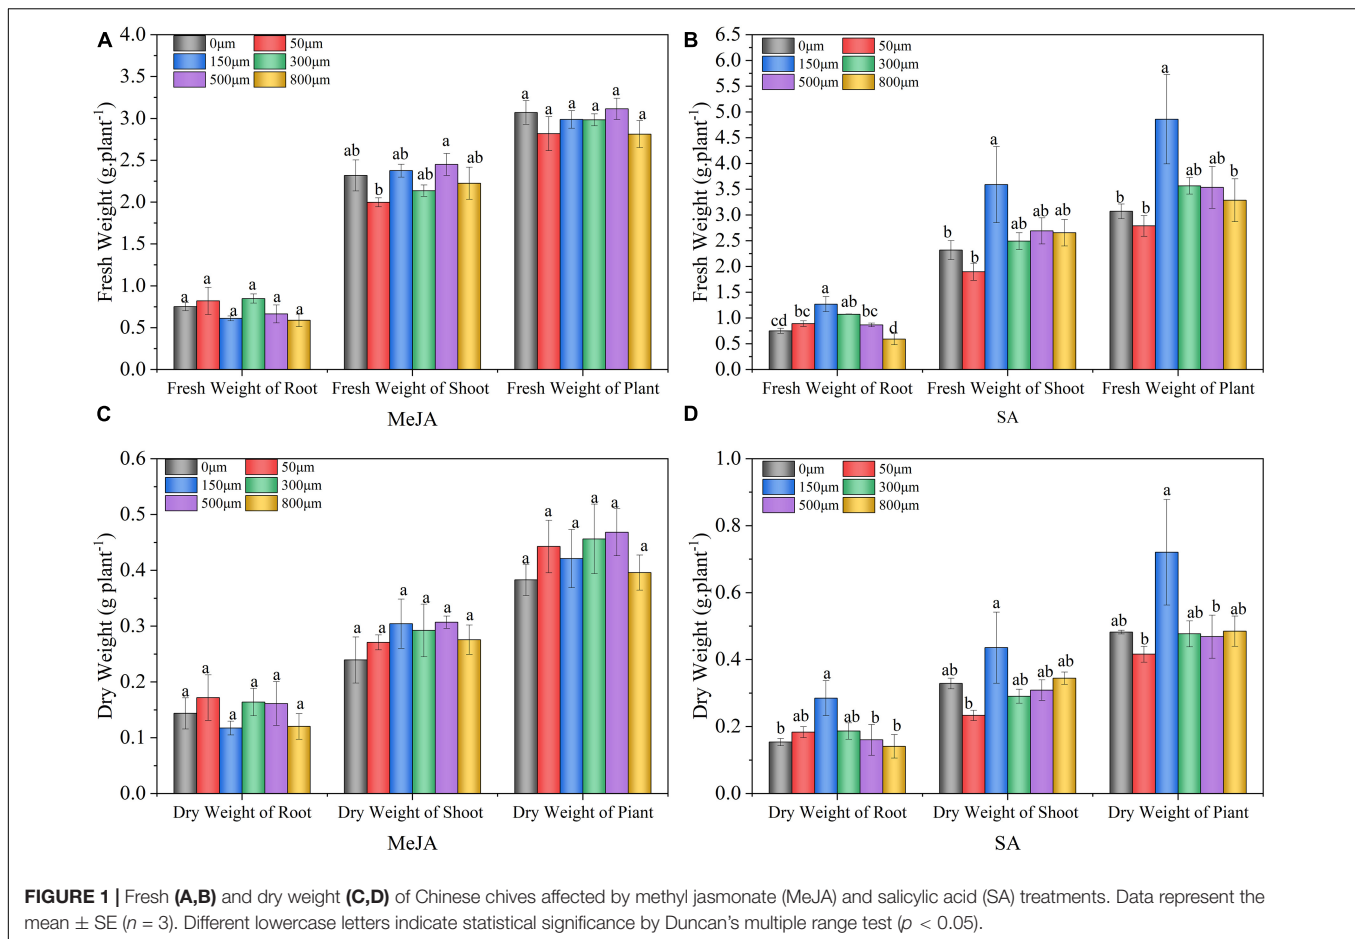 A
0μm 50μm
150μm 300μm
500μm 800μm
Fresh Weight (g.plant-1)
4.0
3.5
3.0
2.5
2.0
1.5
1.0
0.5
0.0
a a a a a a
ab b ab ab a ab
a a a a a a
Fresh Weight of Root Fresh Weight of Shoot Fresh Weight of Plant
MeJA
B
0μm 50μm
150μm 300μm
500μm 800μm
Fresh Weight (g.plant-1)
6.5
6.0
5.5
5.0
4.5
4.0
3.5
3.0
2.5
2.0
1.5
1.0
0.5
0.0
cd bc a ab bc d
b b a ab ab ab
b b a ab ab b
Fresh Weight of Root Fresh Weight of Shoot Fresh Weight of Plant
SA
C
0μm 50μm
150μm 300μm
500μm 800μm
Dry Weight (g plant-1)
0.6
0.5
0.4
0.3
0.2
0.1
0.0
a a a a a a
a a a a a a
a a a a a a
Dry Weight of Root Dry Weight of Shoot Dry Weight of Piant
MeJA
D
0μm 50μm
150μm 300μm
500μm 800μm
Dry Weight (g.plant-1)
1.0
0.8
0.6
0.4
0.2
0.0
b ab a ab b b
ab b a ab ab ab
ab b a ab b ab
Dry Weight of Root Dry Weight of Shoot Dry Weight of Plant
SA
FIGURE 1 | Fresh (A,B) and dry weight (C,D) of Chinese chives affected by methyl jasmonate (MeJA) and salicylic acid (SA) treatments. Data represent the
mean ± SE (n = 3). Different lowercase letters indicate statistical significance by Duncan's multiple range test (p < 0.05).